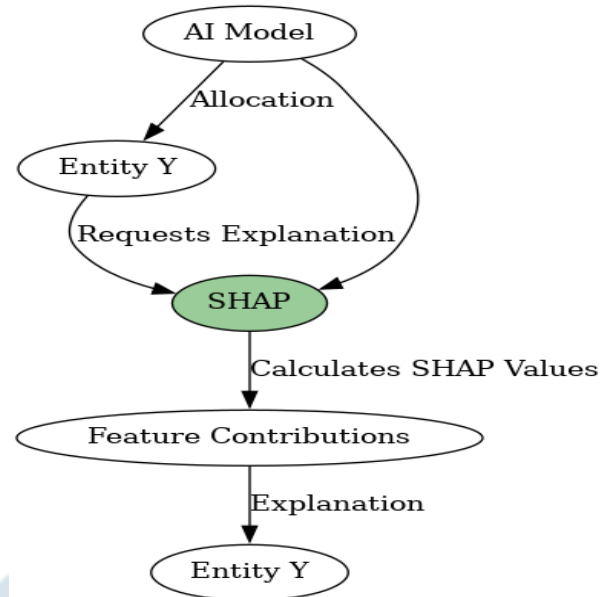 AI Model
Allocation
Entity Y
Requests Explanation
SHAP
Calculates SHAP Values
Feature Contributions
Explanation
Entity Y